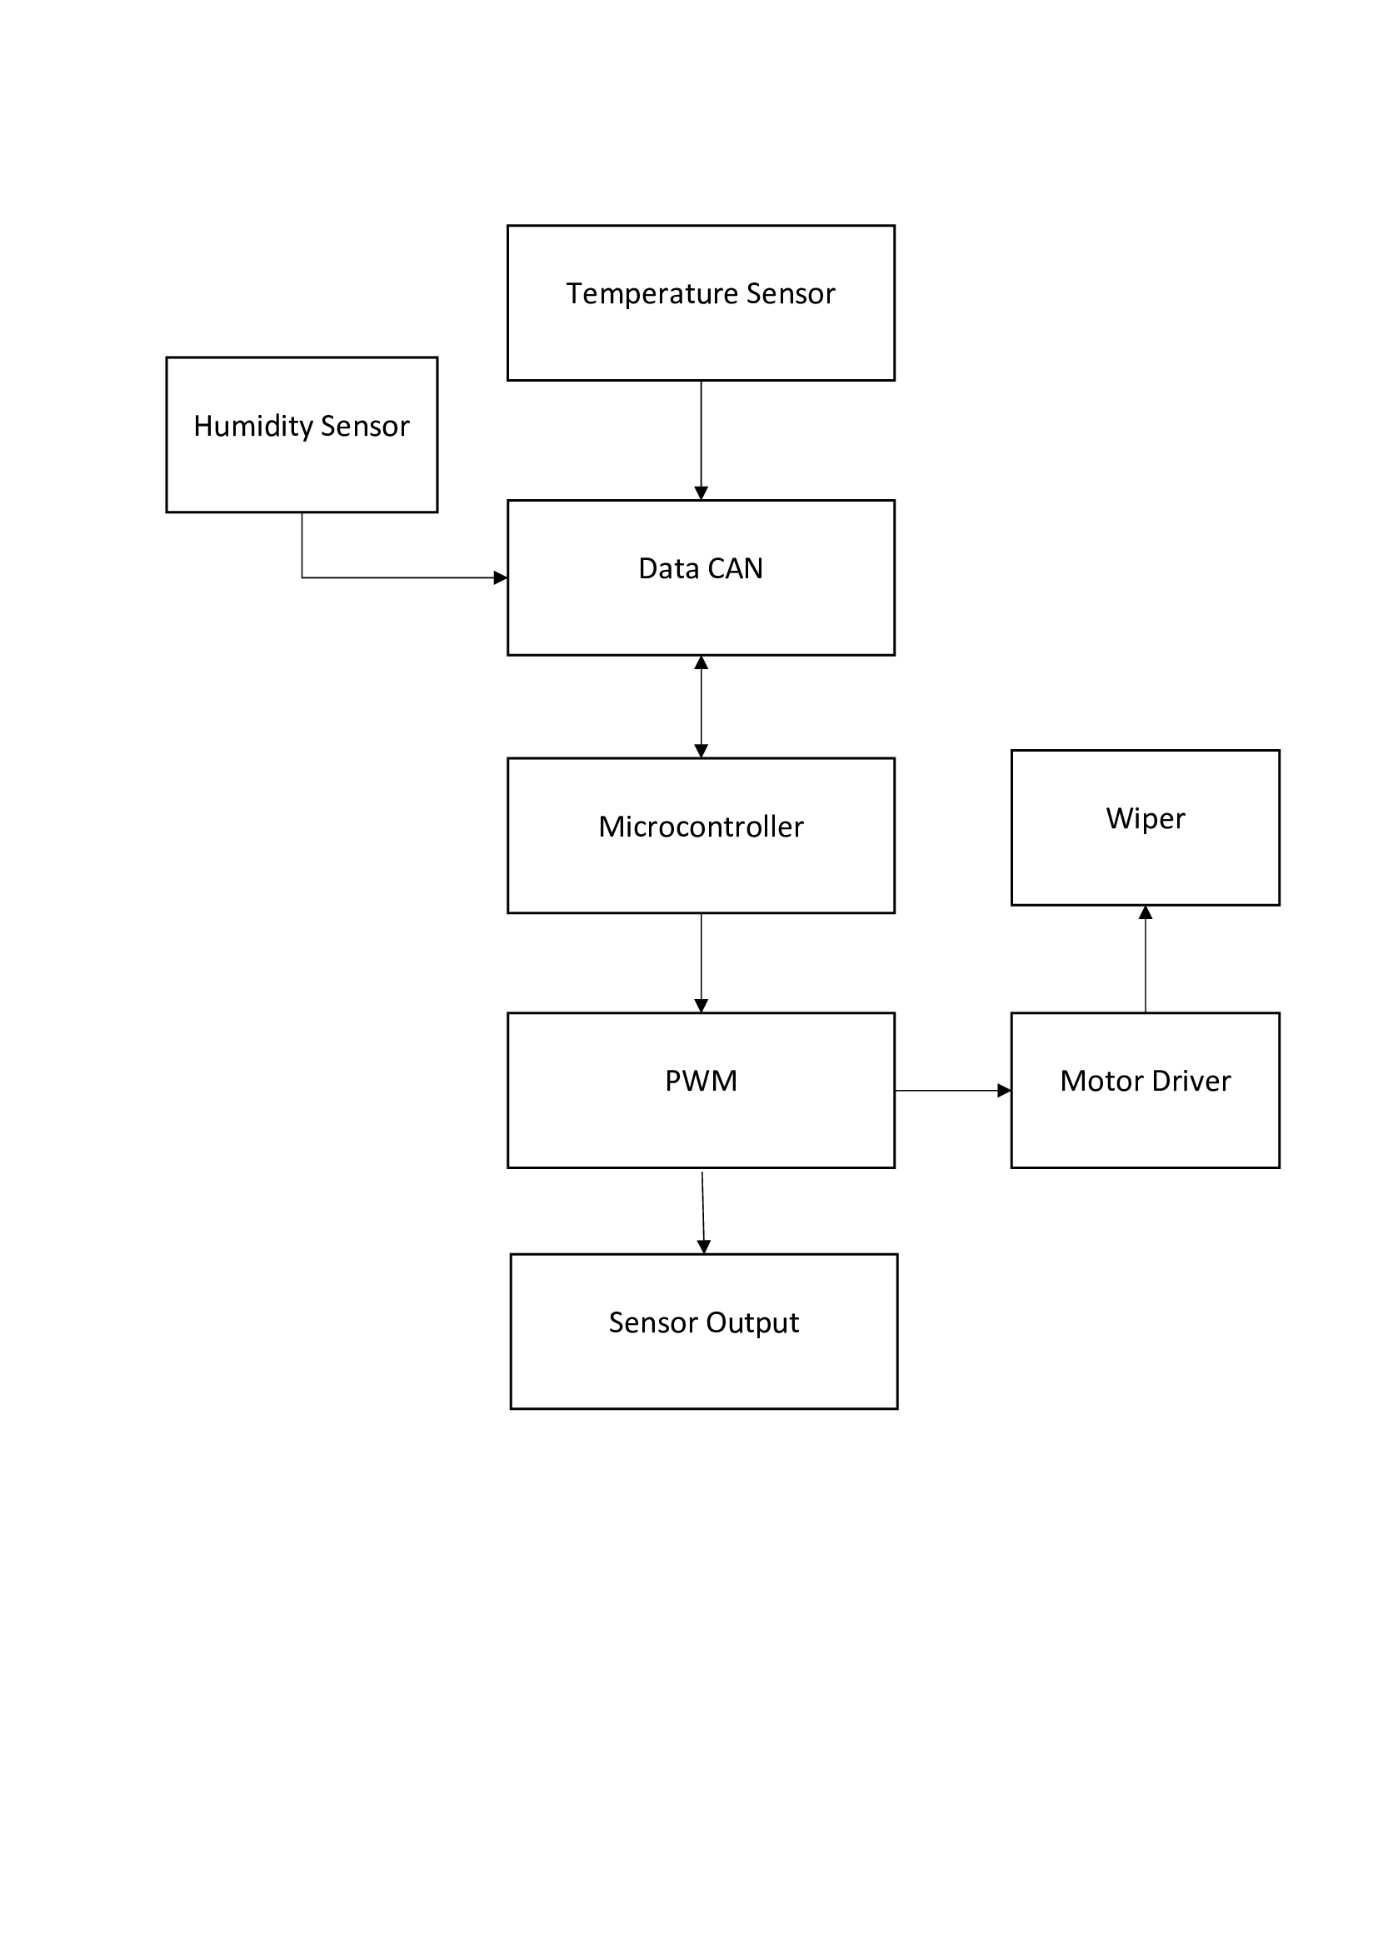 Temperature Sensor
Humidity Sensor
Data CAN
Microcontroller
Wiper
PWM
Motor Driver
Sensor Output